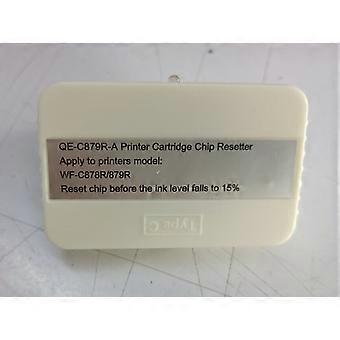 QE-C879R-A Printer Cartridge Chip Resetter
Apply to printers model:
WF-C878R/879R
Reset chip before the ink level falls to 15%
Type C